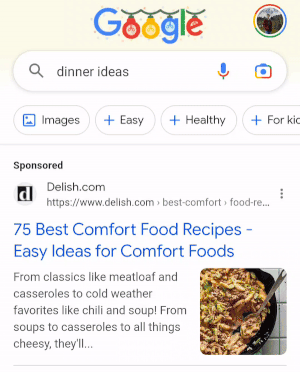 Google
dinner ideas
Images + Easy + Healthy + For kid
Sponsored
d Delish.com
https://www.delish.com › best-comfort › food-re...
75 Best Comfort Food Recipes -
Easy Ideas for Comfort Foods
From classics like meatloaf and
casseroles to cold weather
favorites like chili and soup! From
soups to casseroles to all things
cheesy, they'll...